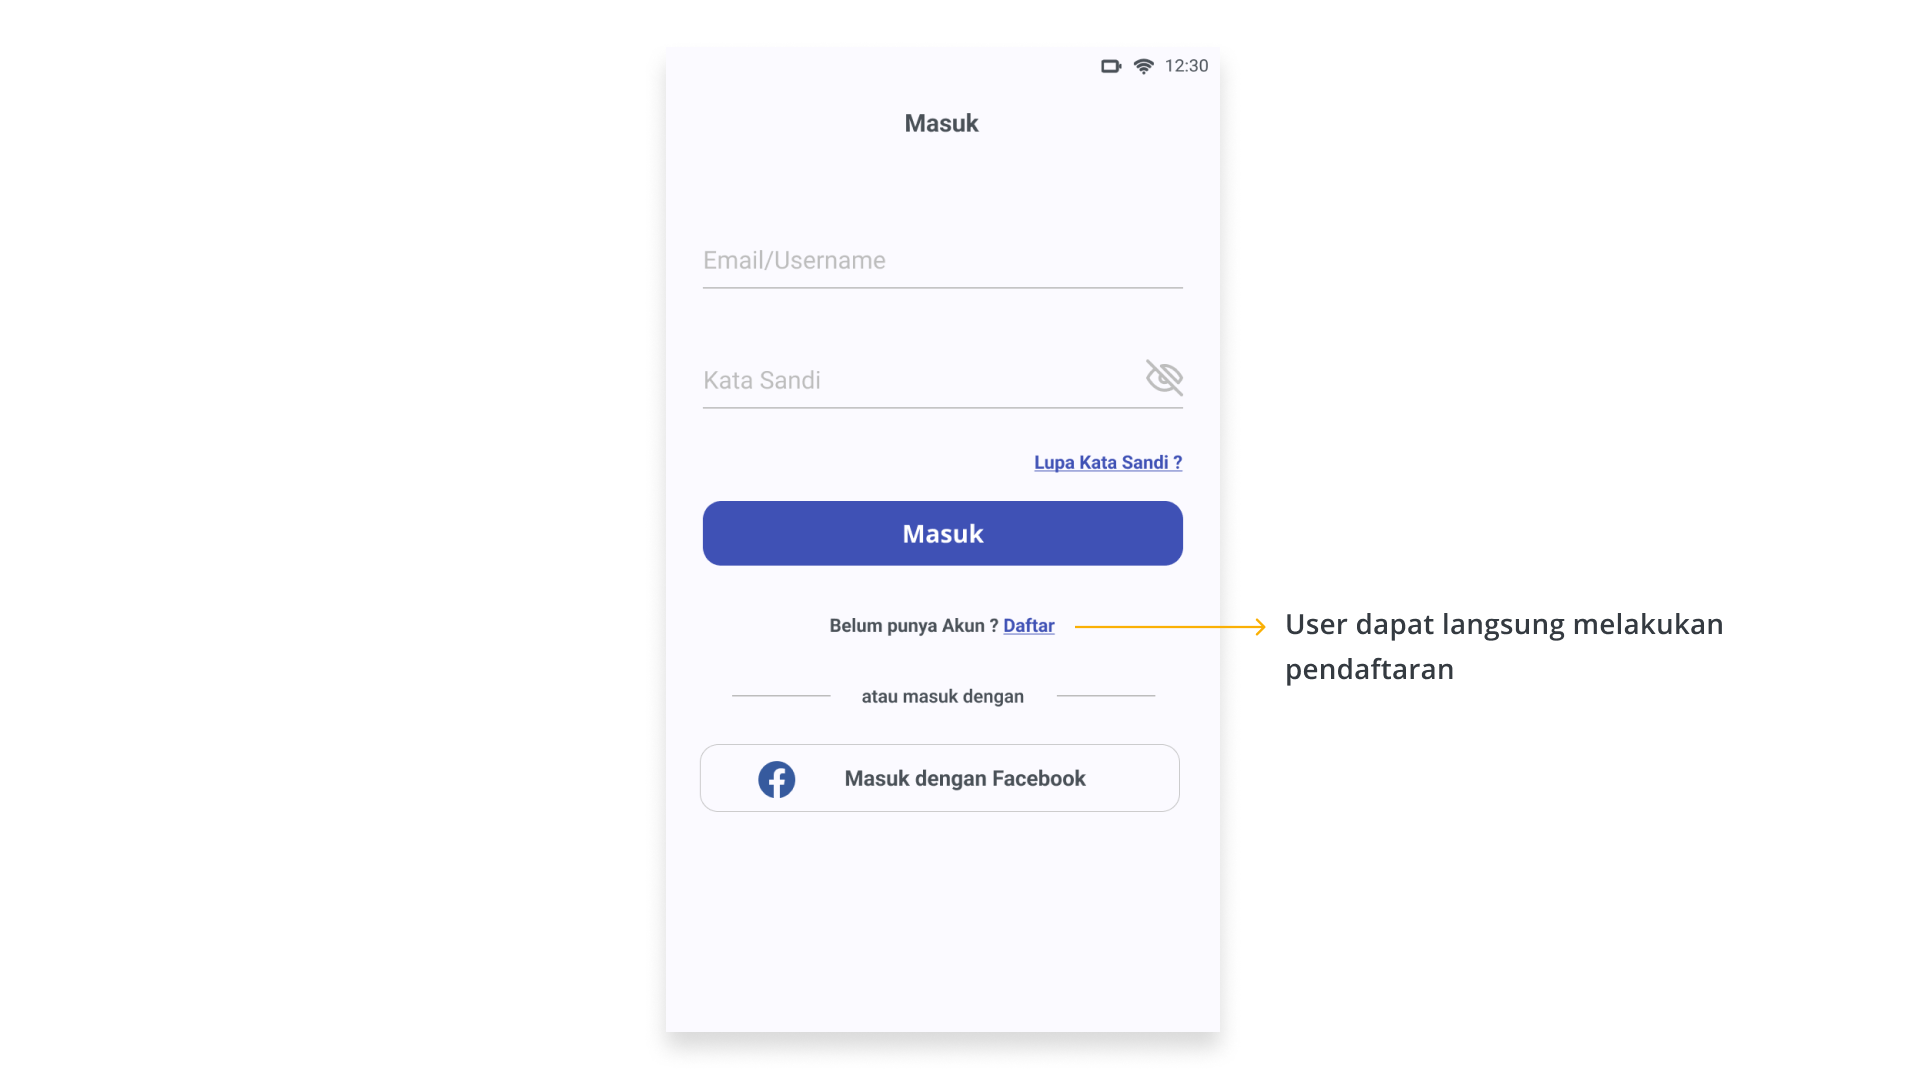 12:30
Masuk
Email/Username
Kata Sandi
Lupa Kata Sandi ?
Masuk
Belum punya Akun ? Daftar
User dapat langsung melakukan
pendaftaran
atau masuk dengan
Masuk dengan Facebook